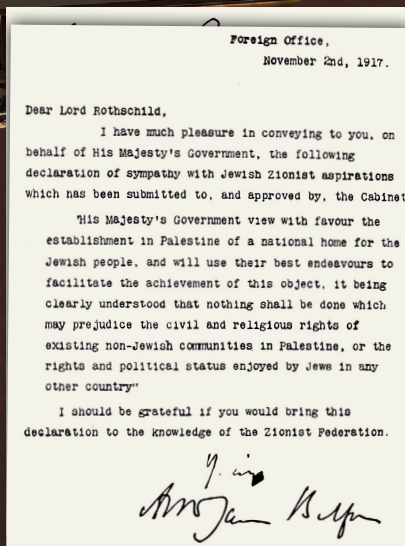 Foreign Office,
November 2nd, 1917.
Dear Lord Rothschild,
I have much pleasure in conveying to you, on
behalf of His Majesty's Government, the following
declaration of sympathy with Jewish Zionist aspirations
which has been submitted to, and approved by, the Cabinet
"His Majesty's Government view with favour the
establishment in Palestine of a national home for the
Jewish people, and will use their best endeavours to
facilitate the achievement of this object, it being
clearly understood that nothing shall be done which
may prejudice the civil and religious rights of
existing non-Jewish communities in Palestine, or the
rights and political status enjoyed by Jews in any
other country"
I should be grateful if you would bring this
declaration to the knowledge of the Zionist Federation.